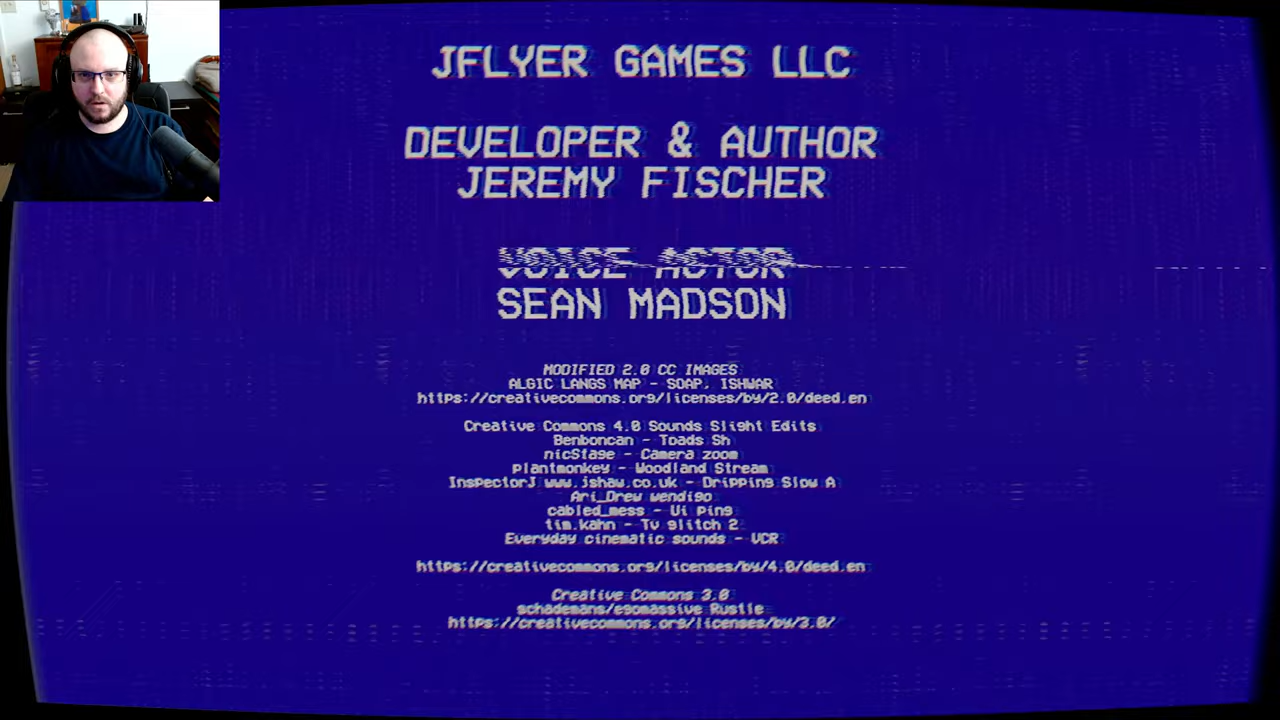 JFLYER GAMES LLC
DEVELOPER & AUTHOR
JEREMY FISCHER
VOICE ACTOR
SEAN MADSON
MODIFIED 2.0 CC IMAGES
ALGIC LANGS MAP - SOAP, ISHWAR
https://creativecommons.org/licenses/by/2.0/deed.en
Creative Commons 4.0 Sounds Slight Edits
Benboncan - Toads Sh
nicStage - Camera zoom
plantmonkey - Woodland Stream
InspectorJ www.jshaw.co.uk - Dripping Slow A
Ari_Drew wendigo
cabled_mess - Ui ping
tim.kahn - Tv glitch 2
Everyday cinematic sounds - VCR
https://creativecommons.org/licenses/by/4.0/deed.en
Creative Commons 3.0
schademans/egomassive Rustle
https://creativecommons.org/licenses/by/3.0/